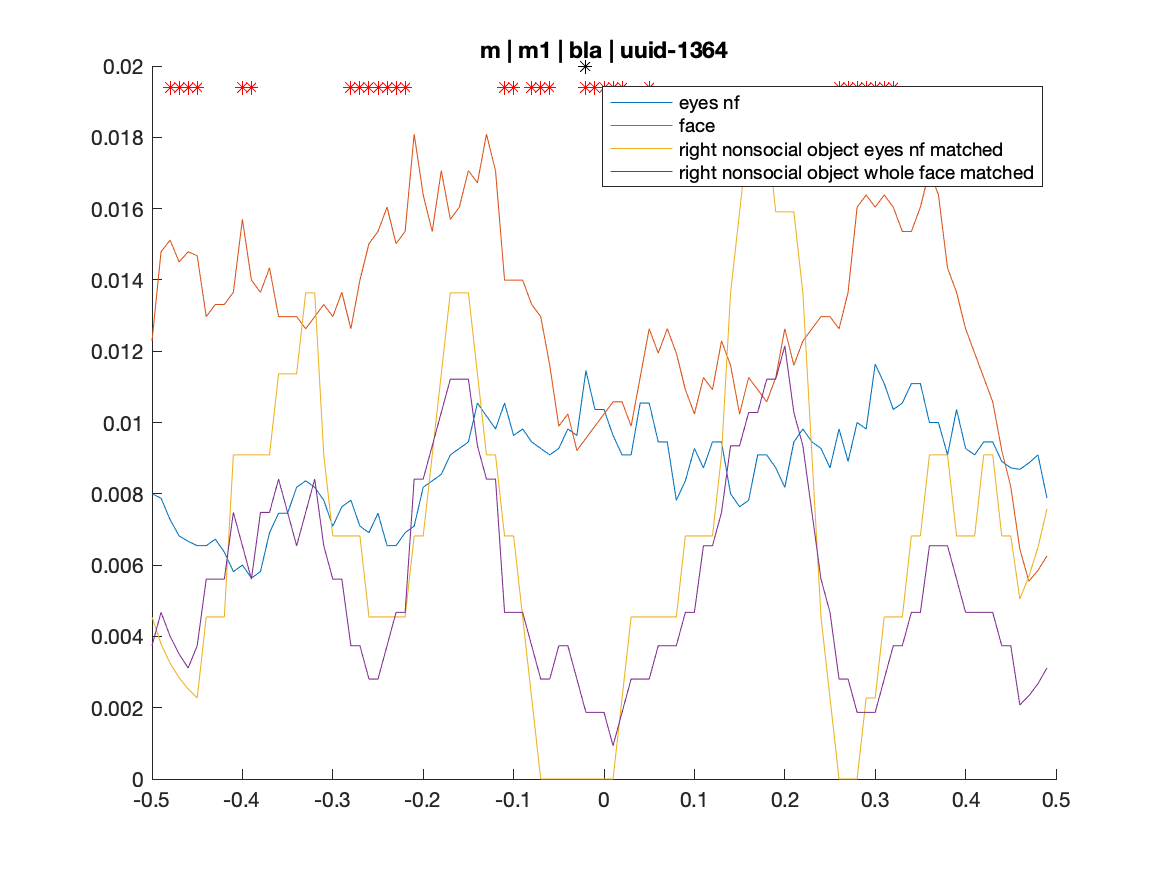 m | m1 | bla | uuid-1364
0.02
0.018
0.016
0.014
0.012
0.01
0.008
0.006
0.004
0.002
0
eyes nf
face
right nonsocial object eyes nf matched
right nonsocial object whole face matched
-0.5 -0.4 -0.3 -0.2 -0.1 0 0.1 0.2 0.3 0.4 0.5